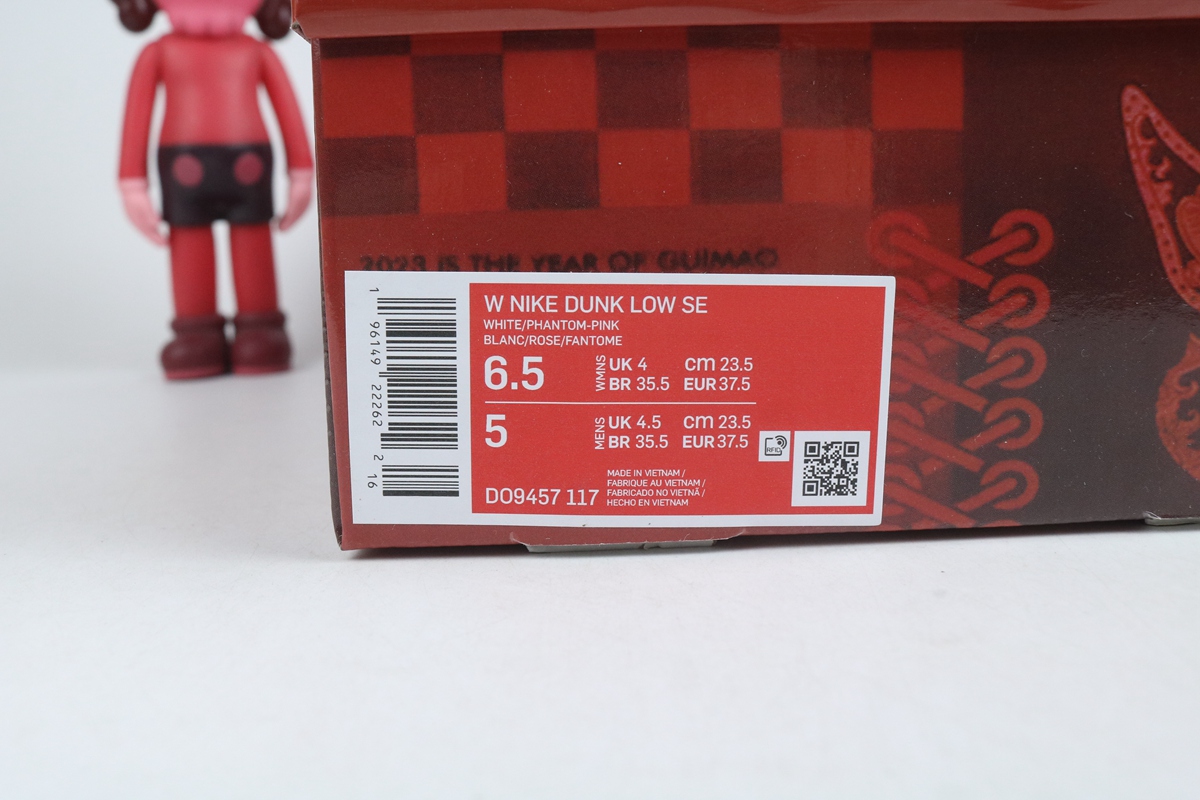 2023 IS THE YEAR OF GUIMAO
W NIKE DUNK LOW SE
WHITE/PHANTOM-PINK
BLANC/ROSE/FANTOME
6.5 WMNS UK 4 cm 23.5
BR 35.5 EUR 37.5
5 MENS UK 4.5 cm 23.5
BR 35.5 EUR 37.5
RFID
DO9457 117
MADE IN VIETNAM /
FABRIQUE AU VIETNAM /
FABRICADO NO VIETNÃ /
HECHO EN VIETNAM
1 96149 22262 2 16